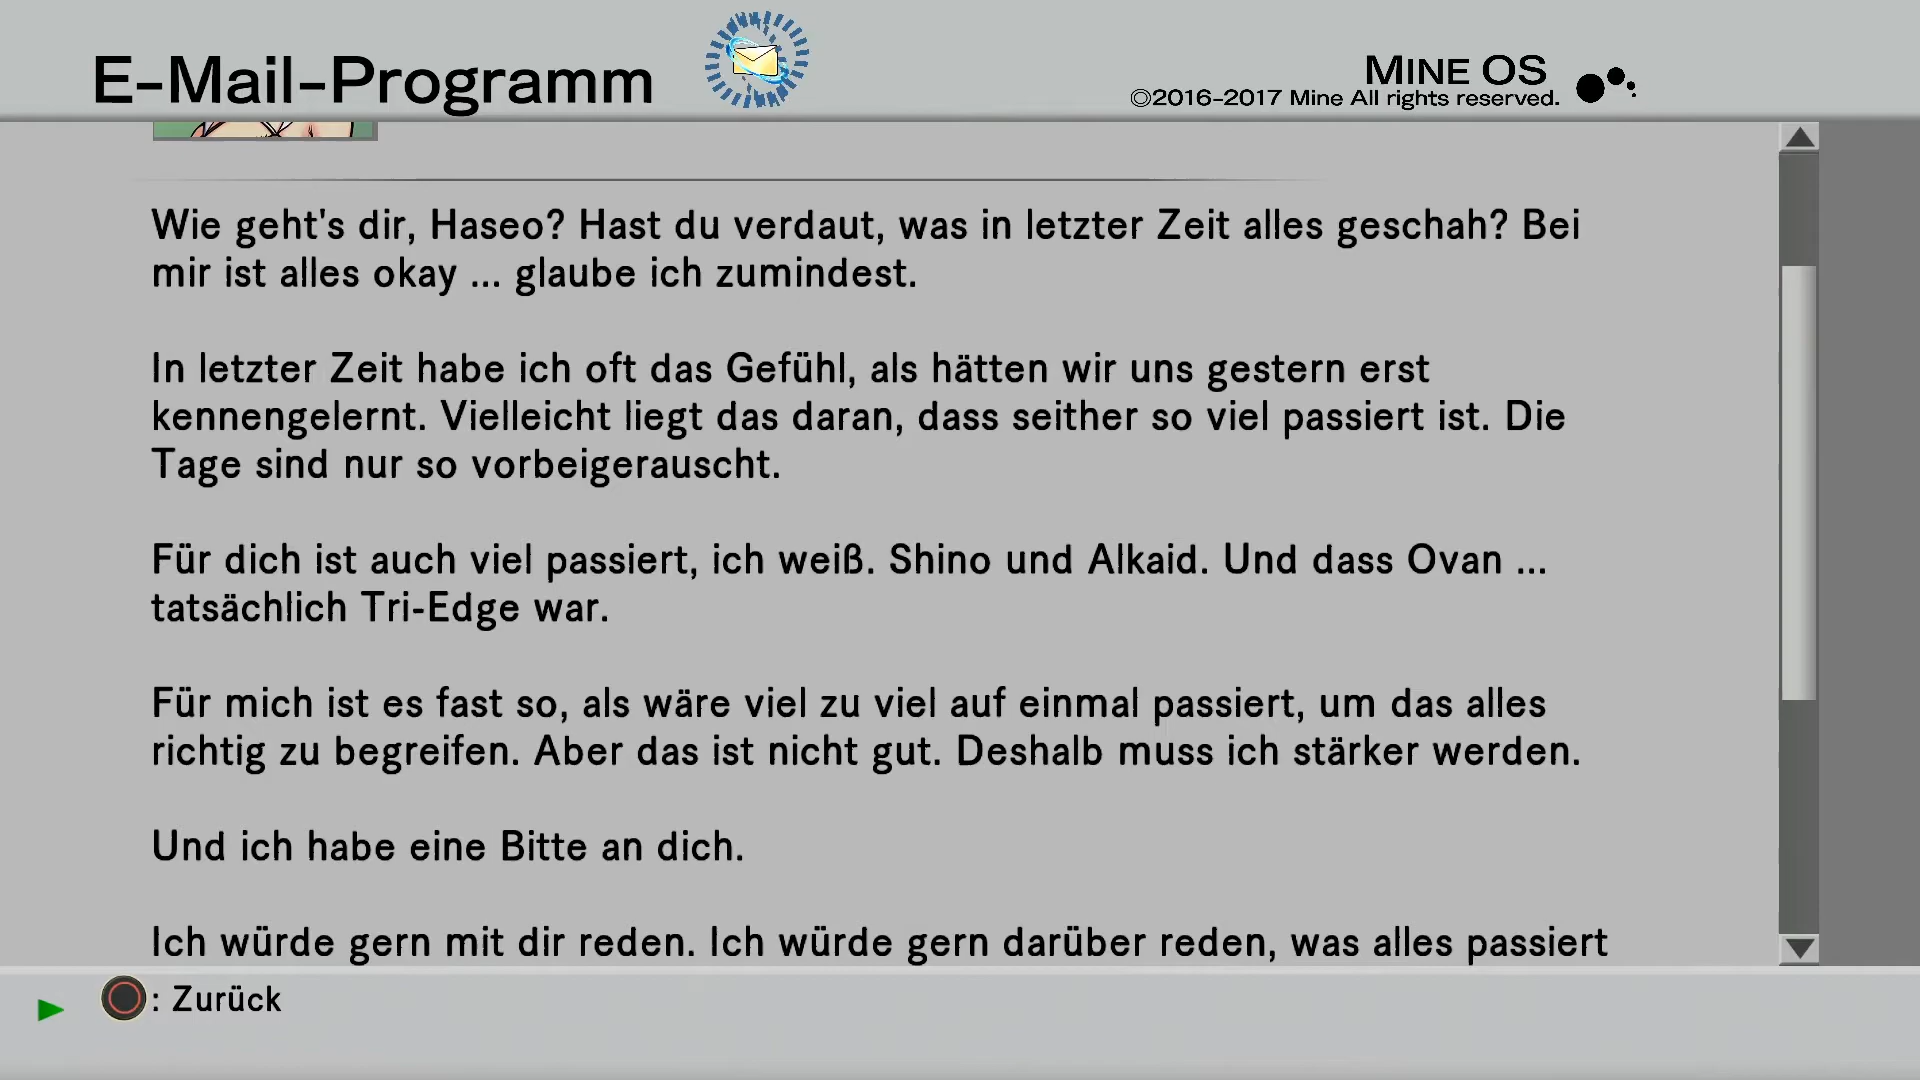 E-Mail-Programm
MINE OS
©2016-2017 Mine All rights reserved.
Wie geht's dir, Haseo? Hast du verdaut, was in letzter Zeit alles geschah? Bei
mir ist alles okay ... glaube ich zumindest.
In letzter Zeit habe ich oft das Gefühl, als hätten wir uns gestern erst
kennengelernt. Vielleicht liegt das daran, dass seither so viel passiert ist. Die
Tage sind nur so vorbeigerauscht.
Für dich ist auch viel passiert, ich weiß. Shino und Alkaid. Und dass Ovan ...
tatsächlich Tri-Edge war.
Für mich ist es fast so, als wäre viel zu viel auf einmal passiert, um das alles
richtig zu begreifen. Aber das ist nicht gut. Deshalb muss ich stärker werden.
Und ich habe eine Bitte an dich.
Ich würde gern mit dir reden. Ich würde gern darüber reden, was alles passiert
: Zurück